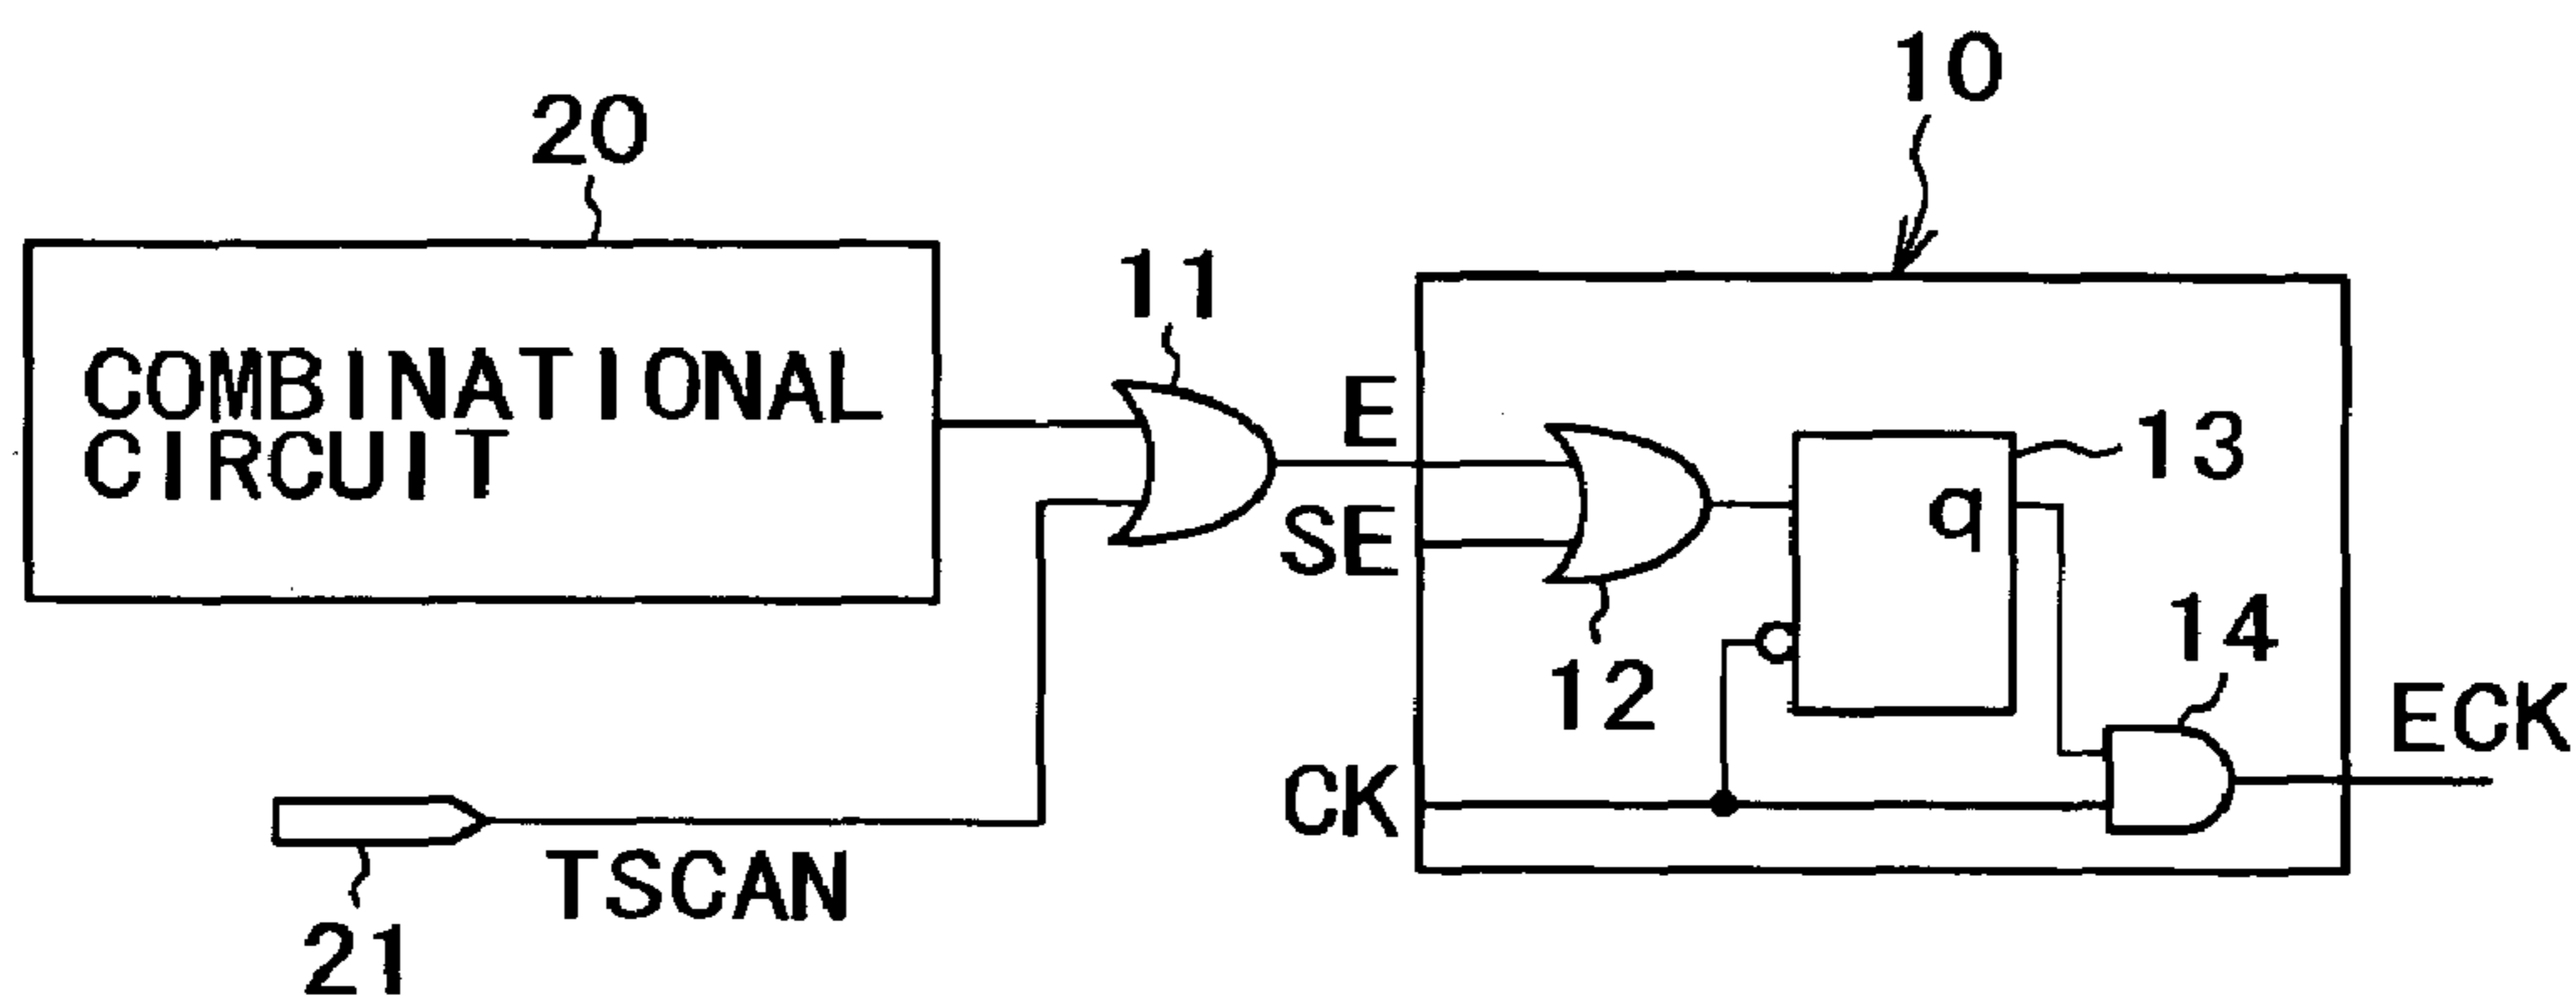 10
20
11
COMBINATIONAL
CIRCUIT
E
13
q
SE
14
12
ECK
CK
TSCAN
21